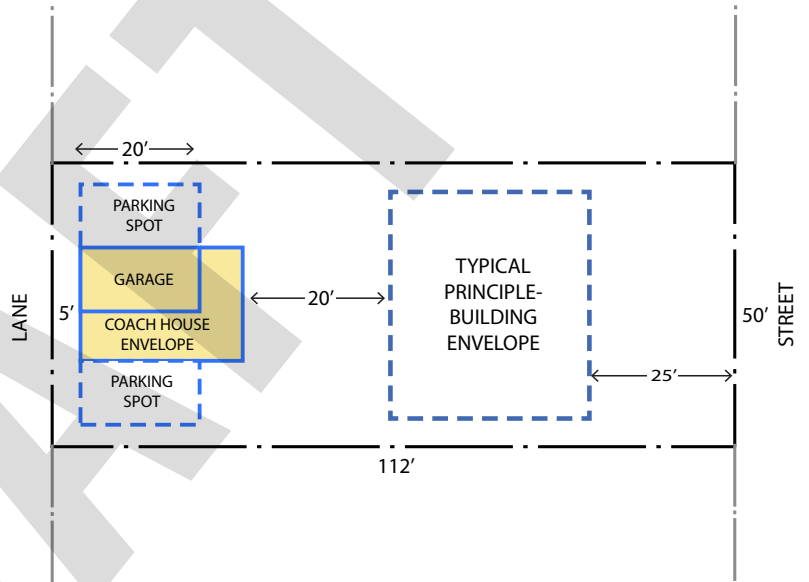 20’
PARKING
SPOT
GARAGE
COACH HOUSE
ENVELOPE
PARKING
SPOT
LANE
5’
20’
TYPICAL
PRINCIPLE-
BUILDING
ENVELOPE
25’
50’
STREET
112’